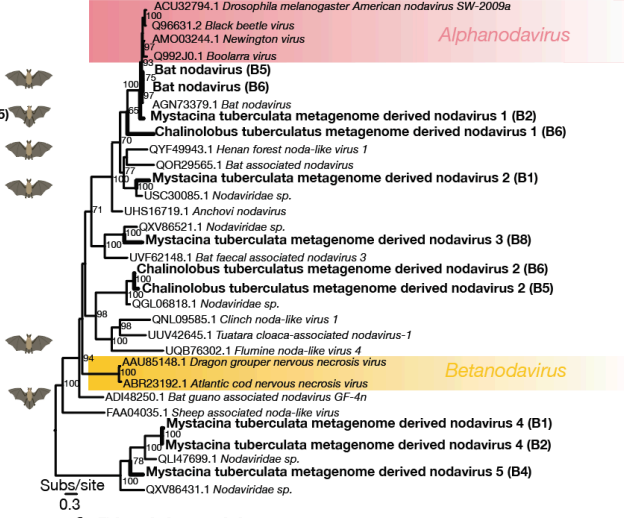 ACU32794.1 Drosophila melanogaster American nodavirus SW-2009a
100
Q96631.2 Black beetle virus
AMO03244.1 Newington virus
Alphanodavirus
97
Q992J0.1 Boolarra virus
93
Bat nodavirus (B5)
75
100
Bat nodavirus (B6)
97
AGN73379.1 Bat nodavirus
5)
65
Mystacina tuberculata metagenome derived nodavirus 1 (B2)
Chalinolobus tuberculatus metagenome derived nodavirus 1 (B6)
70
QYF49943.1 Henan forest noda-like virus 1
QOR29565.1 Bat associated nodavirus
77
100
Mystacina tuberculata metagenome derived nodavirus 2 (B1)
100
USC30085.1 Nodaviridae sp.
71
UHS16719.1 Anchovi nodavirus
QXV86521.1 Nodaviridae sp.
100
100
Mystacina tuberculata metagenome derived nodavirus 3 (B8)
UVF62148.1 Bat faecal associated nodavirus 3
Chalinolobus tuberculatus metagenome derived nodavirus 2 (B6)
100
Chalinolobus tuberculatus metagenome derived nodavirus 2 (B5)
100
QGL06818.1 Nodaviridae sp.
98
QNL09585.1 Clinch noda-like virus 1
98
UUV42645.1 Tuatara cloaca-associated nodavirus-1
100
UQB76302.1 Flumine noda-like virus 4
94
AAU85148.1 Dragon grouper nervous necrosis virus
100
Betanodavirus
100
ABR23192.1 Atlantic cod nervous necrosis virus
ADI48250.1 Bat guano associated nodavirus GF-4n
FAA04035.1 Sheep associated noda-like virus
Mystacina tuberculata metagenome derived nodavirus 4 (B1)
100
Mystacina tuberculata metagenome derived nodavirus 4 (B2)
100
QLI47699.1 Nodaviridae sp.
78
Mystacina tuberculata metagenome derived nodavirus 5 (B4)
100
QXV86431.1 Nodaviridae sp.
Subs/site
0.3